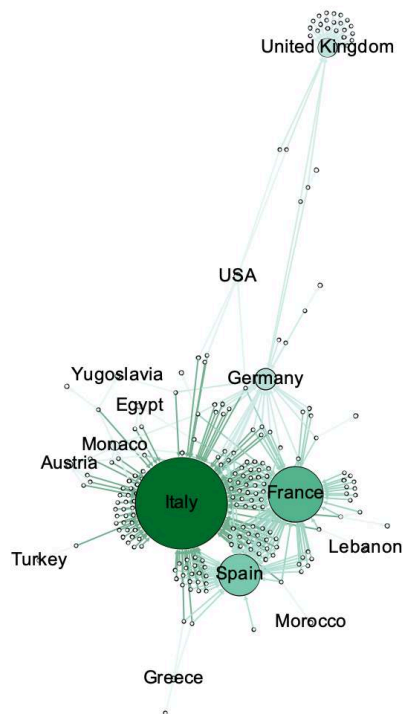 United Kingdom
USA
Yugoslavia
Germany
Egypt
Monaco
Austria
Italy
France
Turkey
Lebanon
Spain
Morocco
Greece